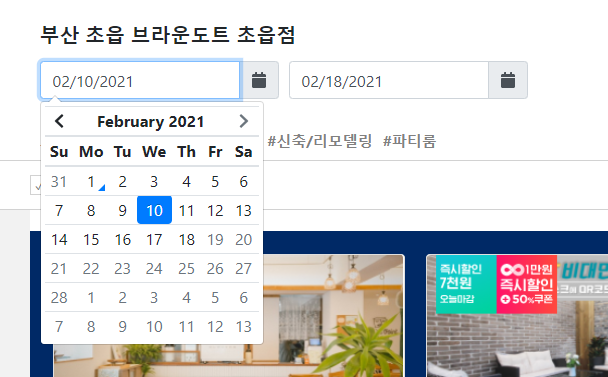 부산 초읍 브라운도트 초읍점
02/10/2021 02/18/2021
February 2021
#신축/리모델링 #파티룸
Su Mo Tu We Th Fr Sa
31 1 2 3 4 5 6
7 8 9 10 11 12 13
14 15 16 17 18 19 20
21 22 23 24 25 26 27
28 1 2 3 4 5 6
7 8 9 10 11 12 13
즉시할인
7천원
오늘마감
1만원
즉시할인
+50%쿠폰
비대면
QR코드